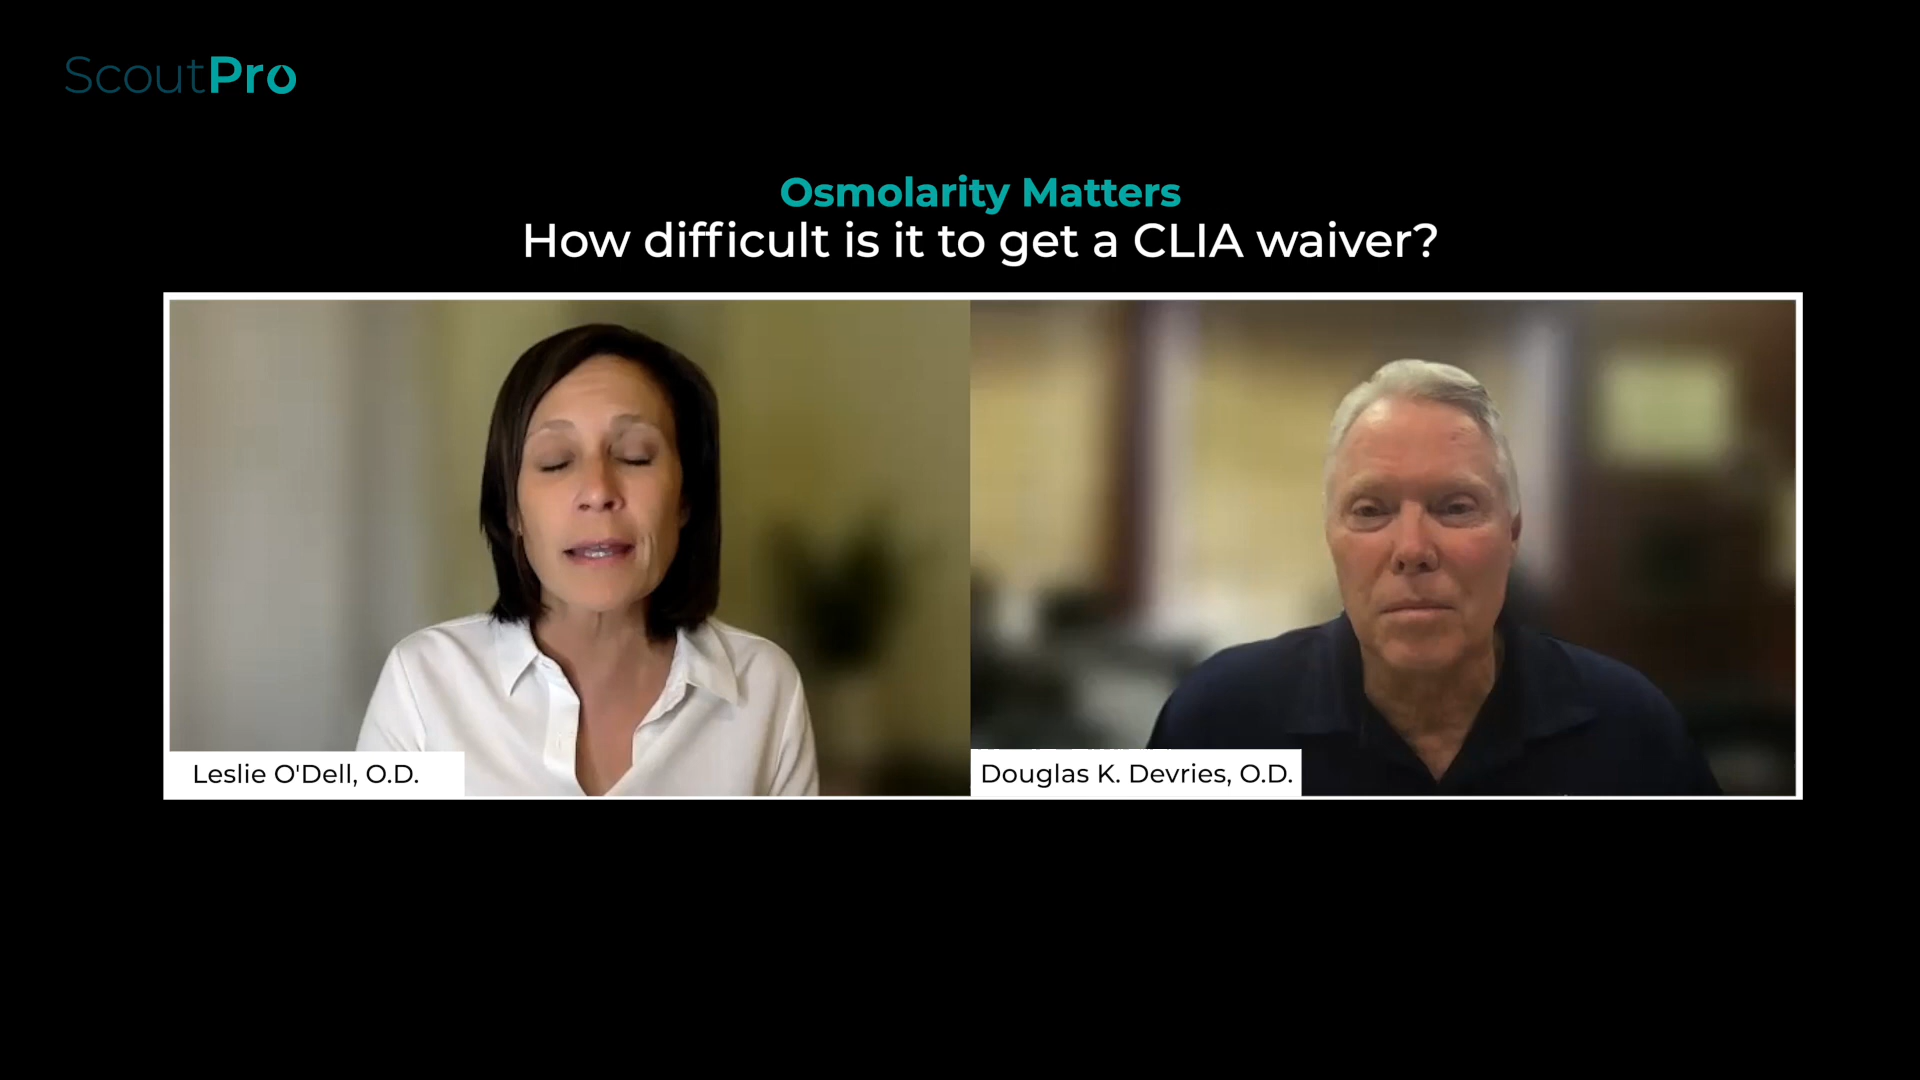 ScoutPro
Osmolarity Matters
How difficult is it to get a CLIA waiver?
Leslie O'Dell, O.D.
Douglas K. Devries, O.D.